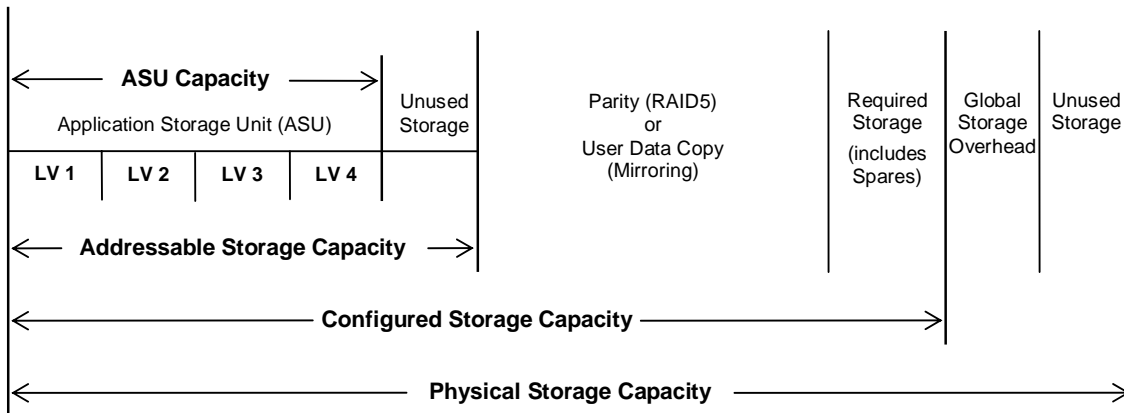 ASU Capacity
Application Storage Unit (ASU)
LV 1
LV 2
LV 3
LV 4
Unused
Storage
Parity (RAID5)
or
User Data Copy
(Mirroring)
Required
Storage
(includes
Spares)
Global
Storage
Overhead
Unused
Storage
Addressable Storage Capacity
Configured Storage Capacity
Physical Storage Capacity